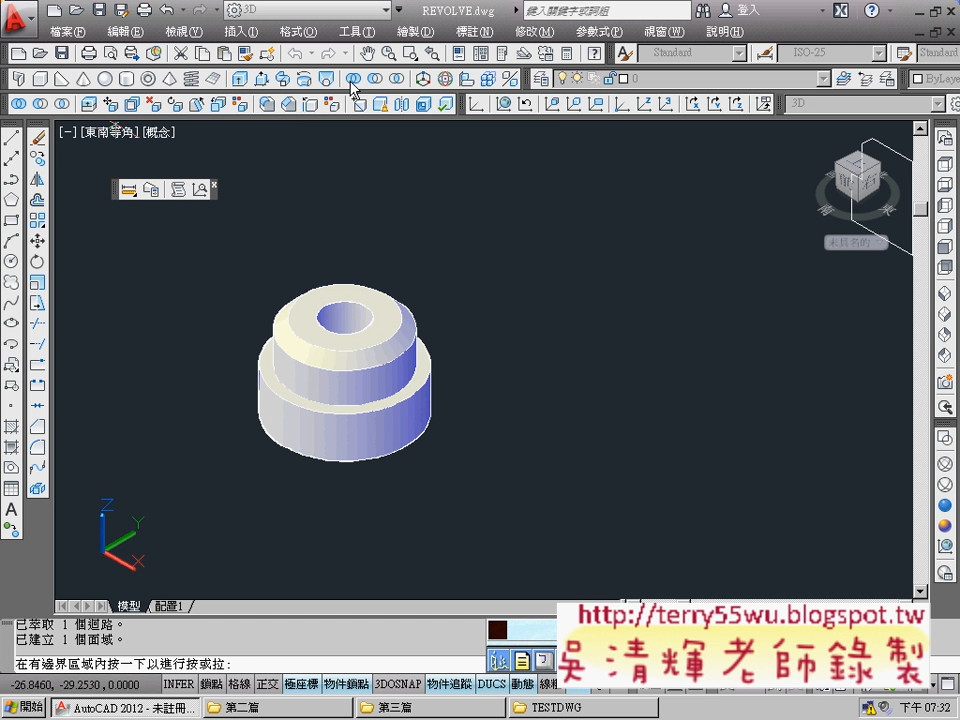 3D
REVOLVE.dwg
鍵入關鍵字或詞組
登入
檔案(F) 編輯(E) 檢視(V) 插入(I) 格式(O) 工具(T) 繪製(D) 標註(N) 修改(M) 參數式(P) 視窗(W) 說明(H)
Standard ISO-25 Standard
0 ByLaye
3D
[−][東南等角][概念]
未具名的
Z
Y
X
模型 配置1
已萃取 1 個迴路。
已建立 1 個面域。
在有邊界區域內按一下以進行按或拉:
http://terry55wu.blogspot.tw
吳清輝老師錄製
-26.8460, -29.2530, 0.0000 INFER 鎖點 格線 正交 極座標 物件鎖點 3DOSNAP 物件追蹤 DUCS 動態 線粗
開始 AutoCAD 2012 - 未註冊... 第二篇 第三篇 TESTDWG 下午 07:32